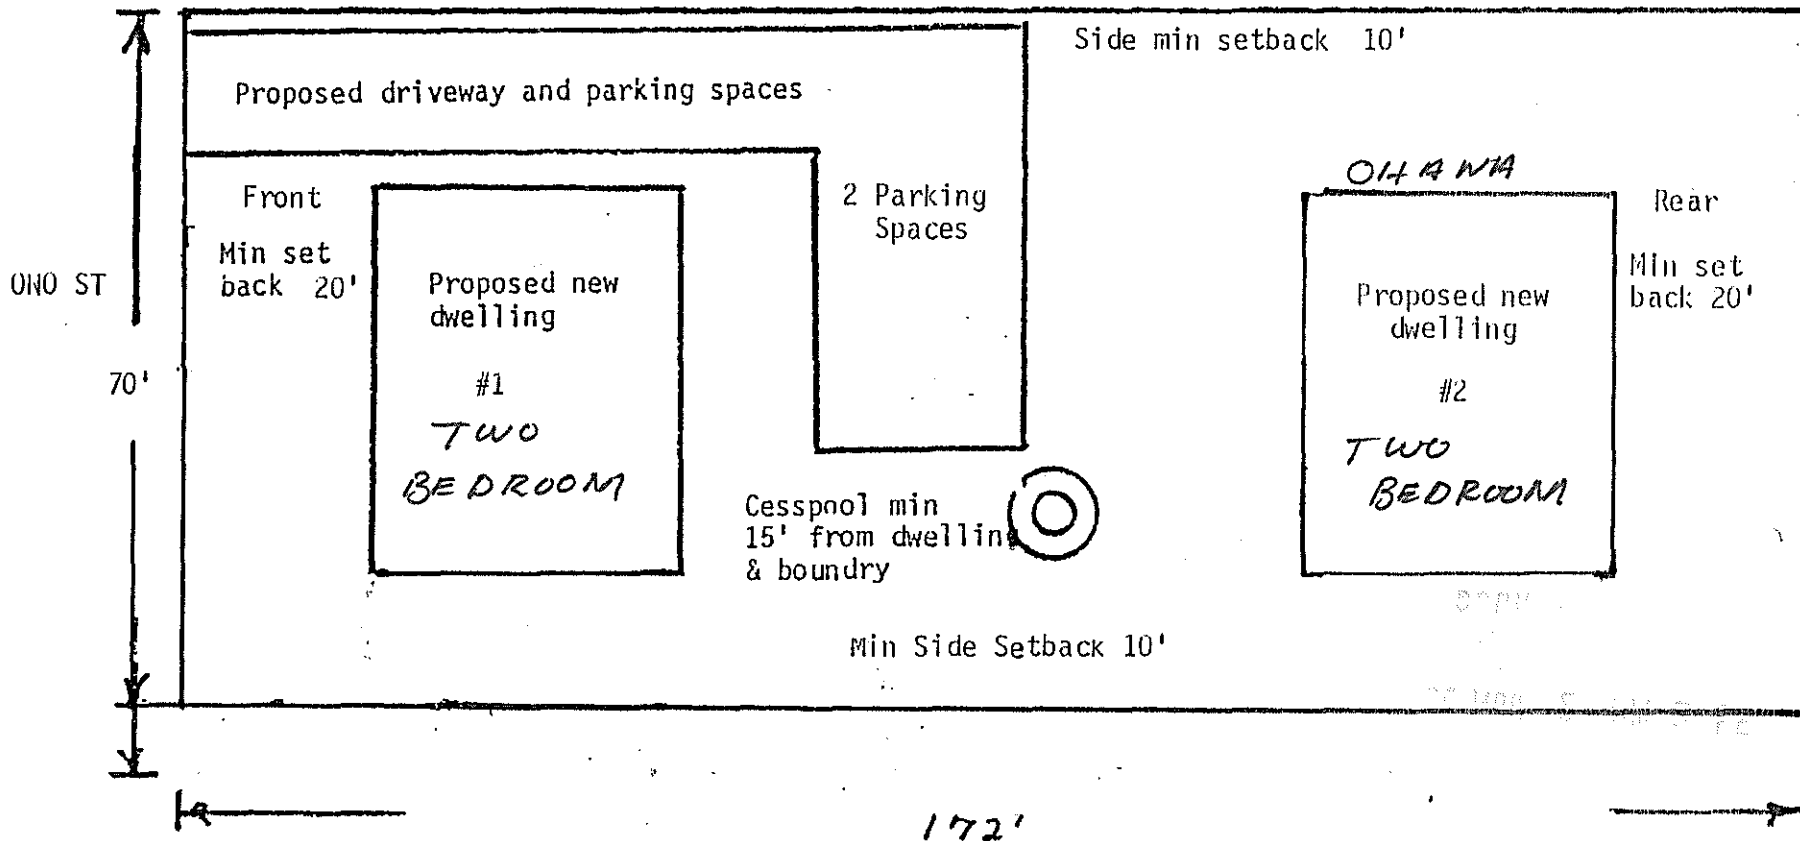 Side min setback 10'
Proposed driveway and parking spaces
OHANA
Front
2 Parking
Spaces
Rear
Min set
back 20'
ONO ST
Proposed new
dwelling
Min set
back 20'
Proposed new
dwelling
70'
#1
#2
TWO
BEDROOM
TWO
BEDROOM
Cesspool min
15' from dwelling
& boundry
Min Side Setback 10'
172'